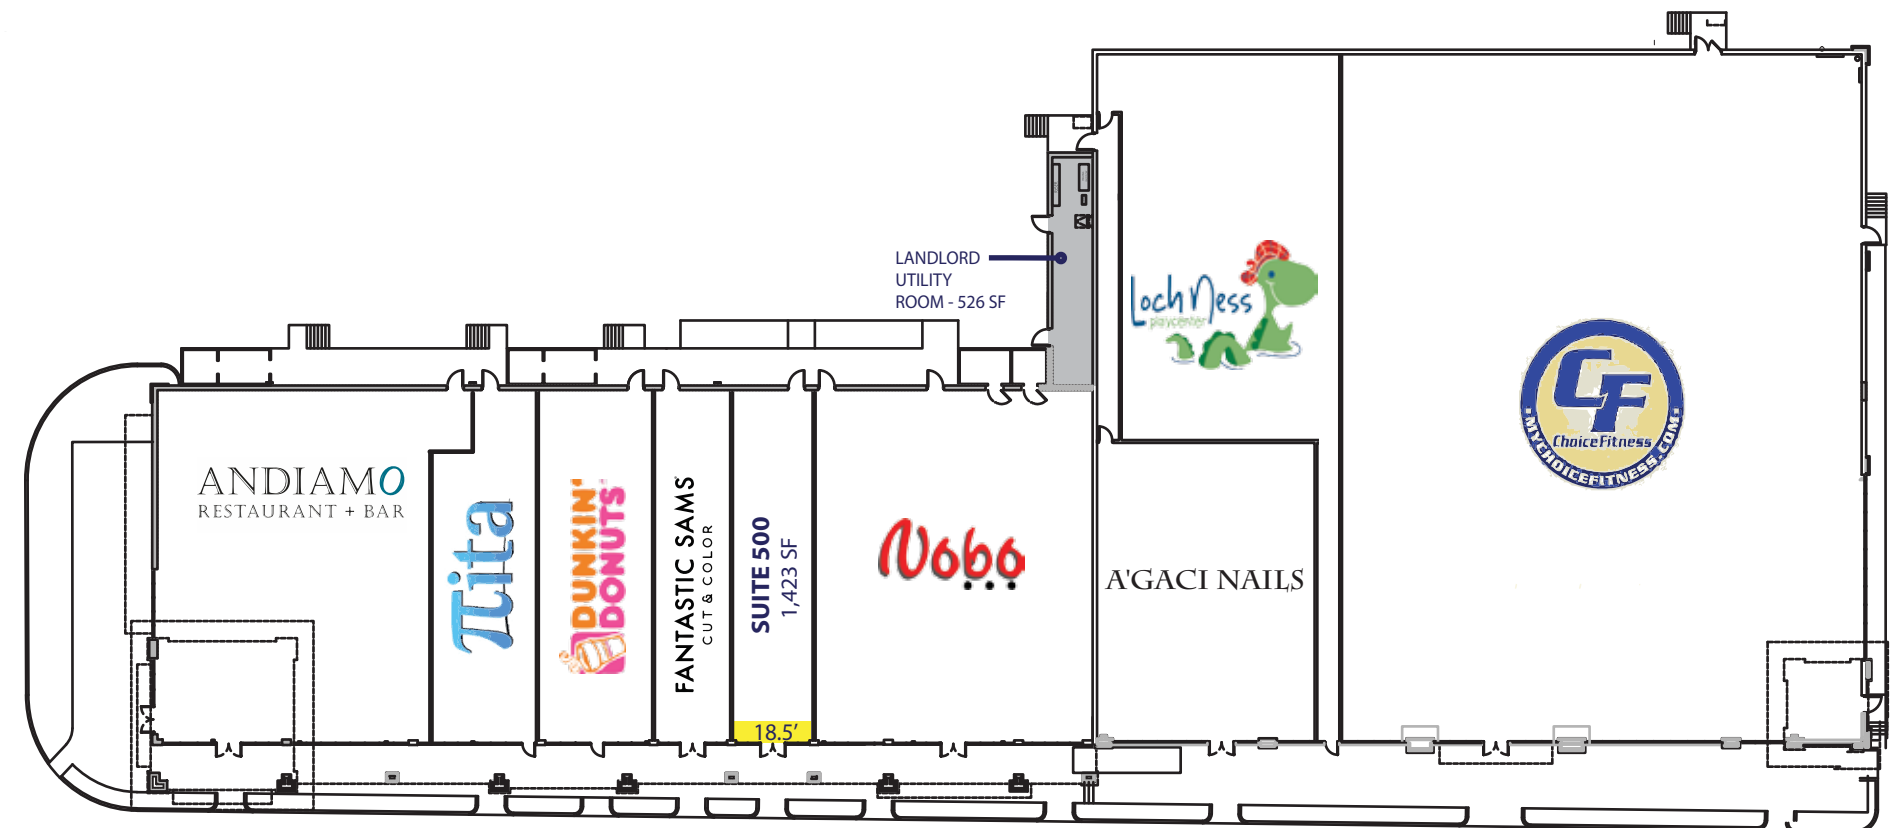 LANDLORD
UTILITY
ROOM - 526 SF
ANDIAMO
RESTAURANT + BAR
πita
DUNKIN'
DONUTS
FANTASTIC SAMS
CUT & COLOR
SUITE 500
1,423 SF
18.5'
Nobo
Loch Ness
playcenter
A'GACI NAILS
CF
ChoiceFitness
MYCHOICEFITNESS.COM